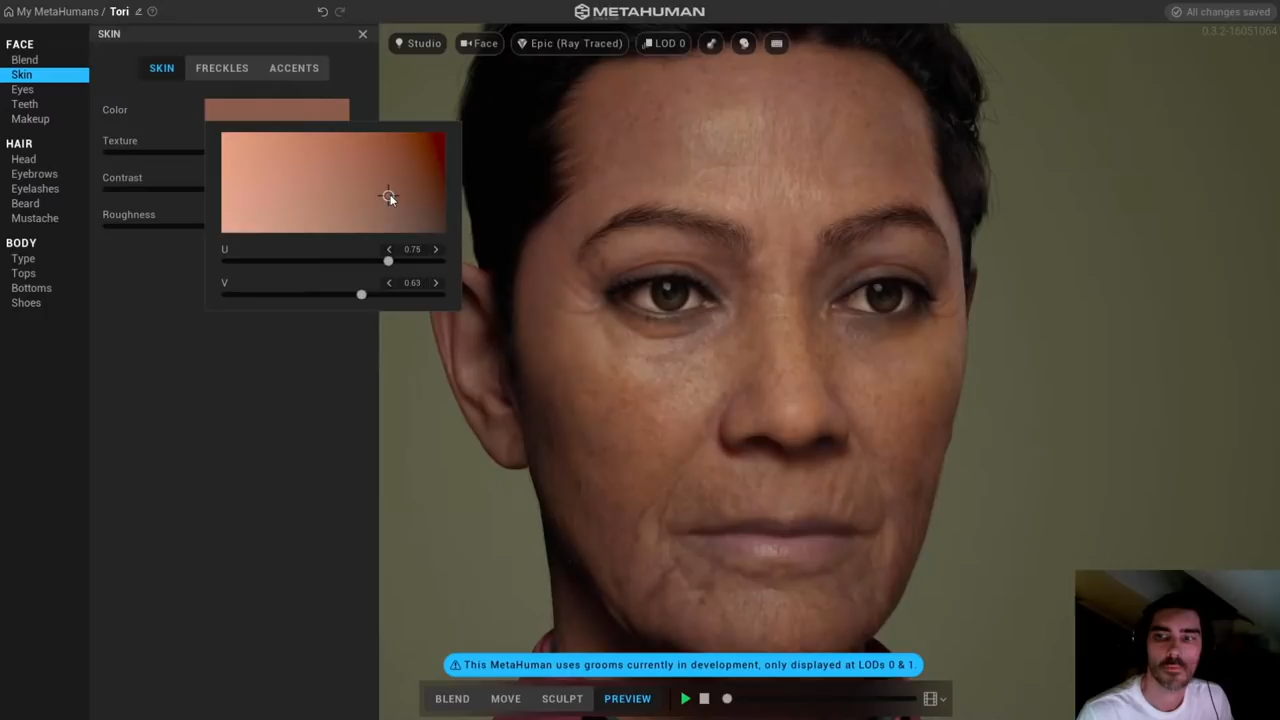 My MetaHumans / Tori
METAHUMAN
All changes saved
0.3.2-16051064
FACE
Blend
Skin
Eyes
Teeth
Makeup
HAIR
Head
Eyebrows
Eyelashes
Beard
Mustache
BODY
Type
Tops
Bottoms
Shoes
SKIN
SKIN FRECKLES ACCENTS
Color
Texture
Contrast
Roughness
U 0.75
V 0.63
Studio Face Epic (Ray Traced) LOD 0
This MetaHuman uses grooms currently in development, only displayed at LODs 0 & 1.
BLEND MOVE SCULPT PREVIEW